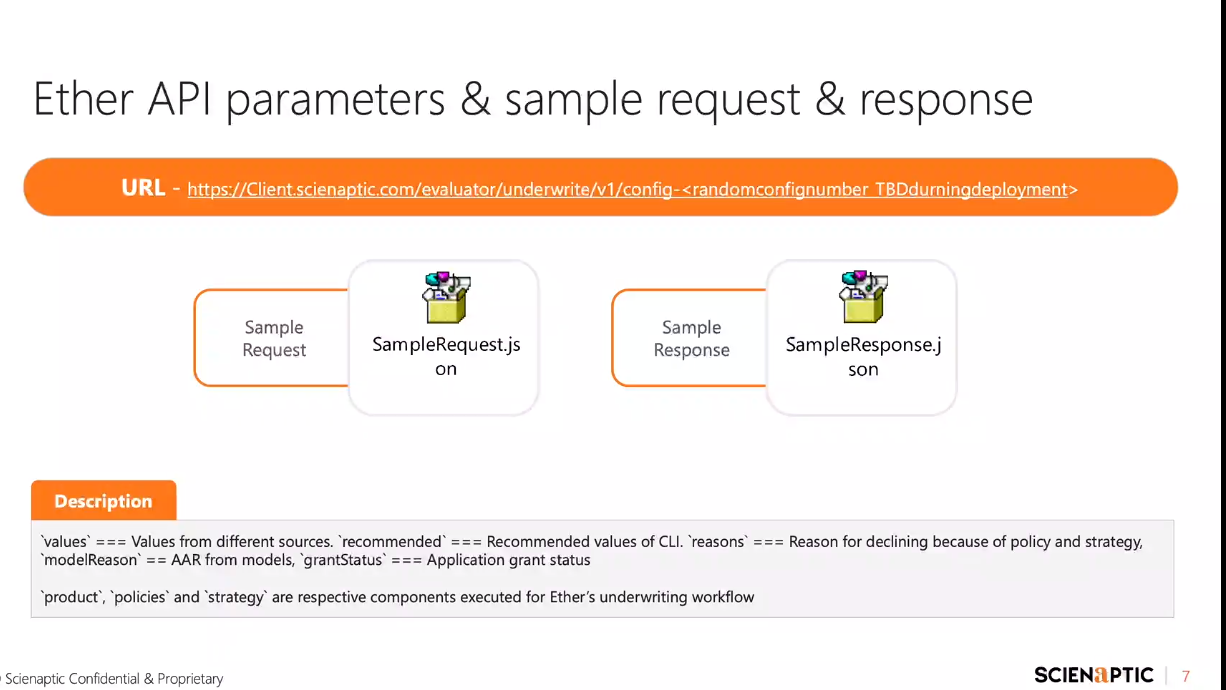 Ether API parameters & sample request & response
URL - https://Client.scienaptic.com/evaluator/underwrite/v1/config-<randomconfignumber_TBDdurningdeployment>
Sample
Request
SampleRequest.js
on
Sample
Response
SampleResponse.j
son
Description
`values` === Values from different sources. `recommended` === Recommended values of CLI. `reasons` === Reason for declining because of policy and strategy,
`modelReason` == AAR from models, `grantStatus` === Application grant status
`product`, `policies` and `strategy` are respective components executed for Ether’s underwriting workflow
Scienaptic Confidential & Proprietary
SCIENAPTIC
7